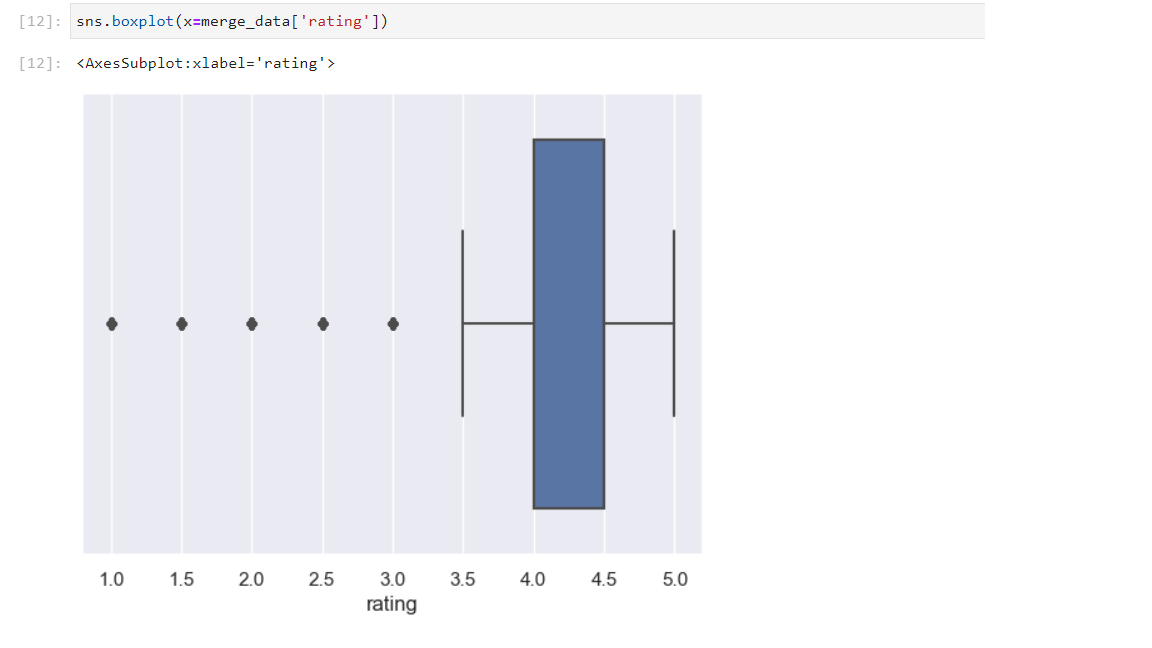 [12]: sns.boxplot(x=merge_data['rating'])
[12]: <AxesSubplot:xlabel='rating'>
1.0 1.5 2.0 2.5 3.0 3.5 4.0 4.5 5.0
rating